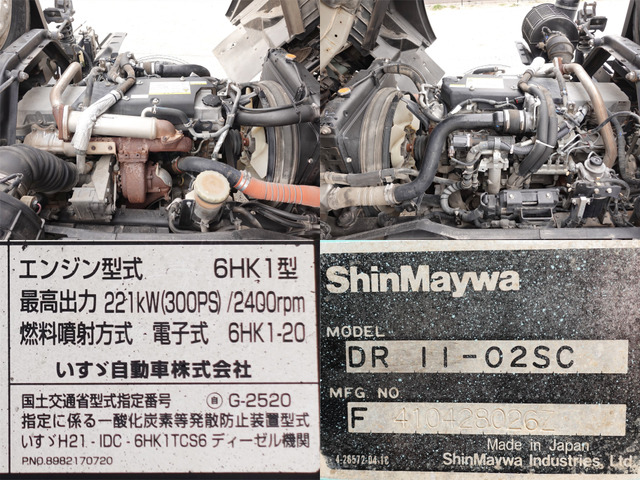 エンジン型式 6HK1型
最高出力 221kW(300PS)/2400rpm
燃料噴射方式 電子式 6HK1-20
いすゞ自動車株式会社
国土交通省型式指定番号 自 G-2520
指定に係る一酸化炭素等発散防止装置型式
いすゞH21-IDC-6HK1TCS6 ディーゼル機関
P.NO.8982170720
ShinMaywa
MODEL
DR 11-02SC
MFG NO
F
4-28572-04.1C
Made in Japan
ShinMaywa Industries, Ltd.